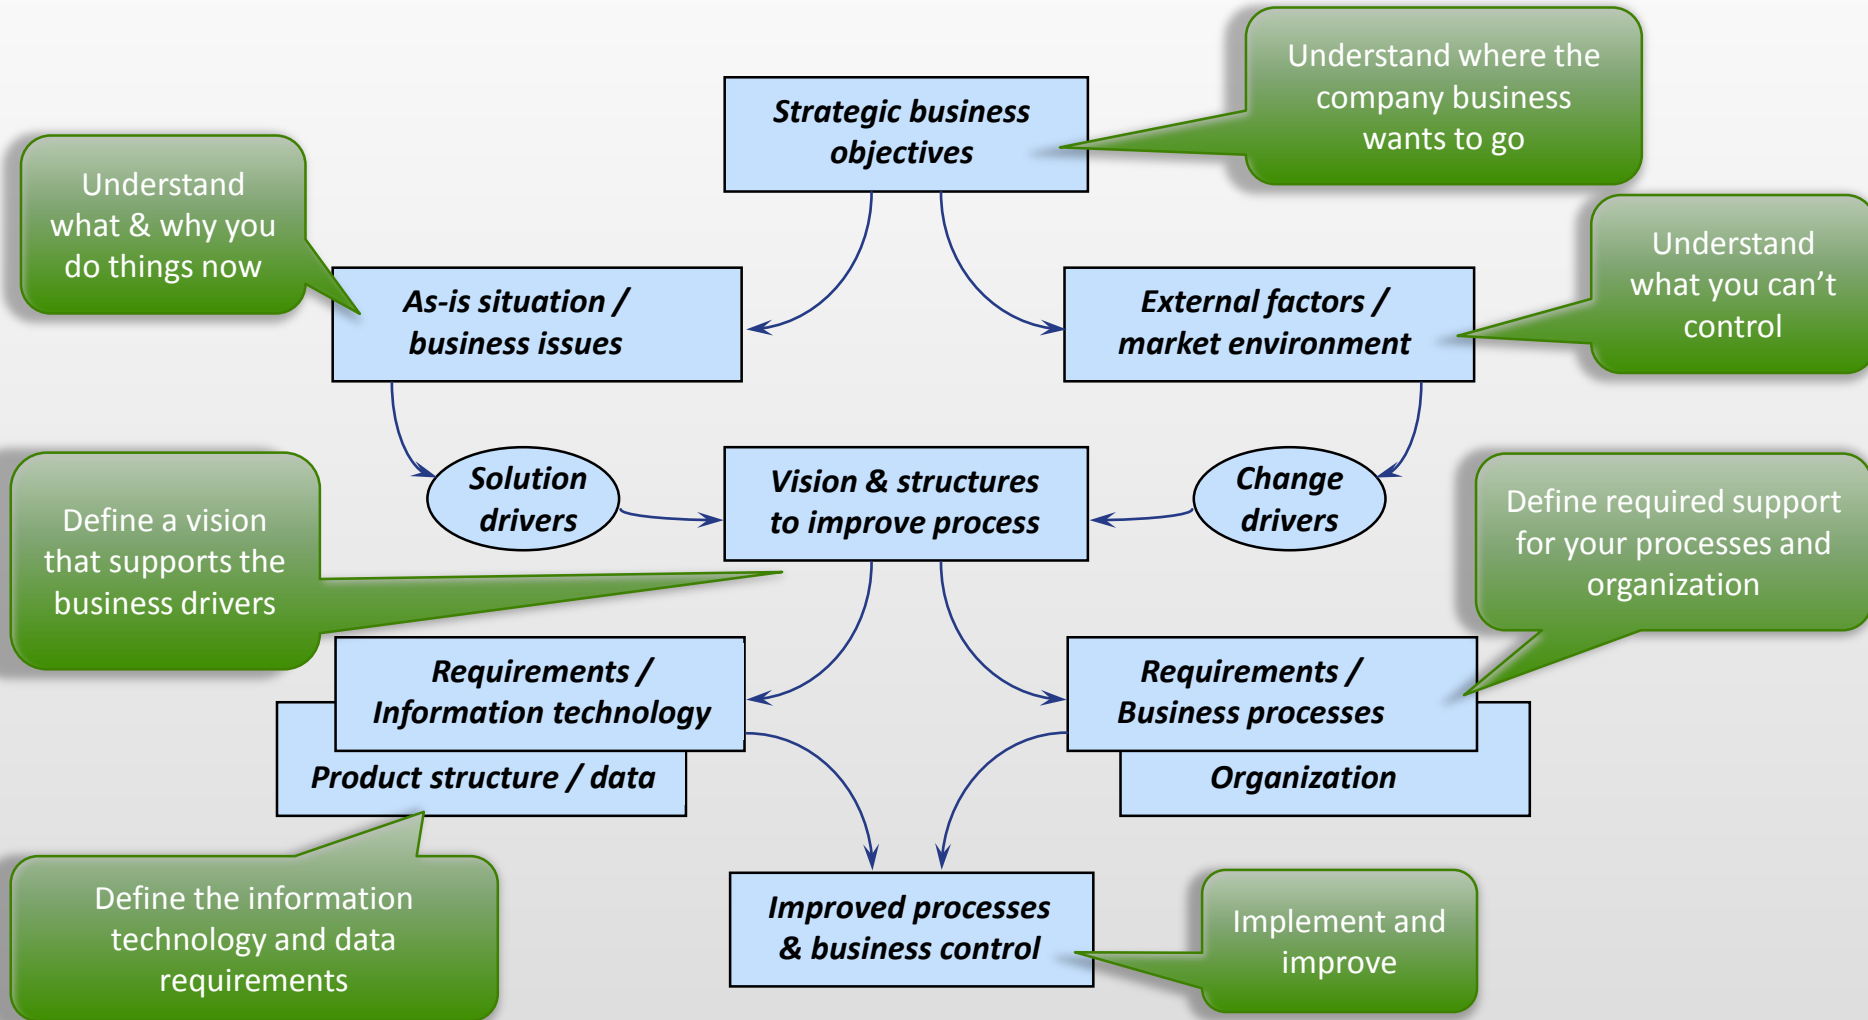 Understand where the
company business
wants to go
Strategic business
objectives
Understand
what & why you
do things now
Understand
what you can’t
control
As-is situation /
business issues
External factors /
market environment
Solution
drivers
Vision & structures
to improve process
Change
drivers
Define a vision
that supports the
business drivers
Define required support
for your processes and
organization
Requirements /
Information technology
Requirements /
Business processes
Product structure / data
Organization
Define the information
technology and data
requirements
Improved processes
& business control
Implement and
improve